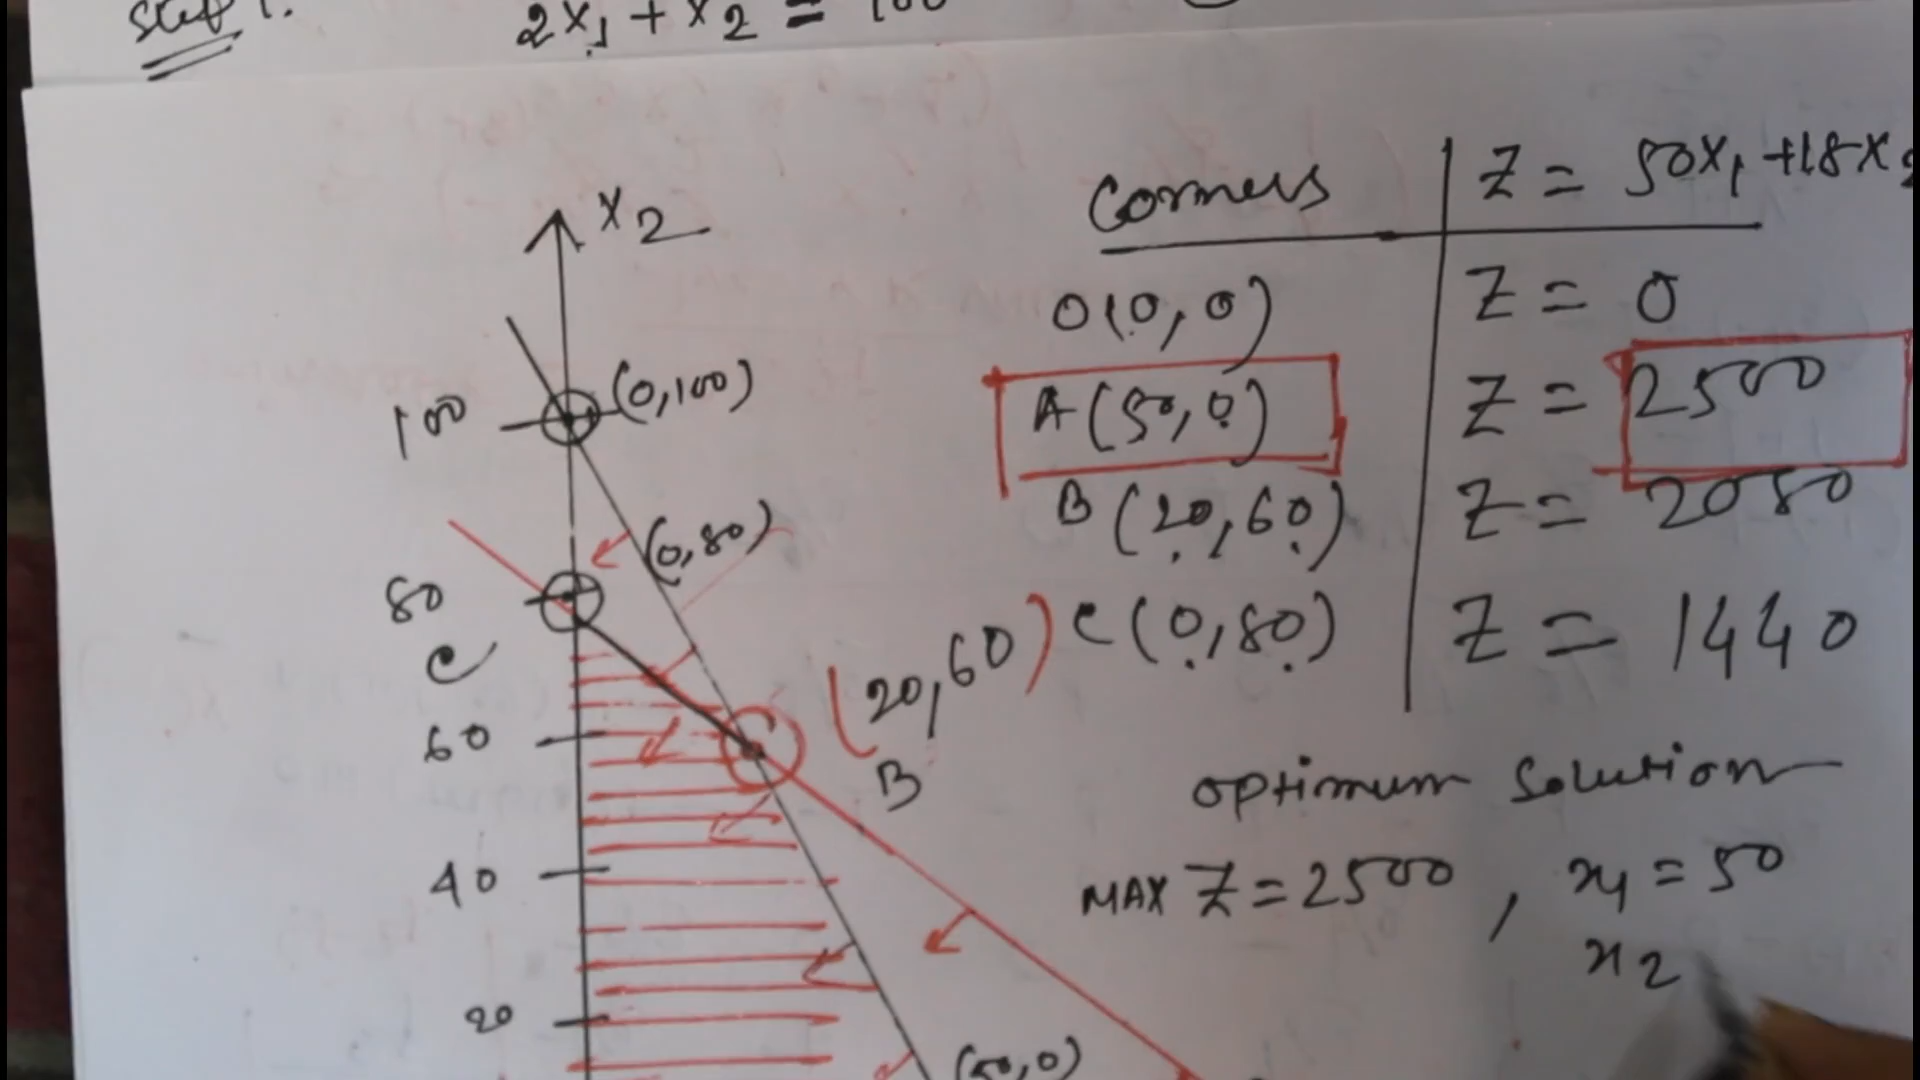 Step 1:
2x1 + x2 = 100
Corners
Z = 50x1 + 18x2
O(0,0)
Z = 0
A(50,0)
Z = 2500
B(20,60)
Z = 2080
C(0,80)
Z = 1440
x2
100
(0,100)
(0,80)
80
C
(20,60)
B
60
40
20
(50,0)
optimum solution
MAX Z = 2500, x1 = 50
x2